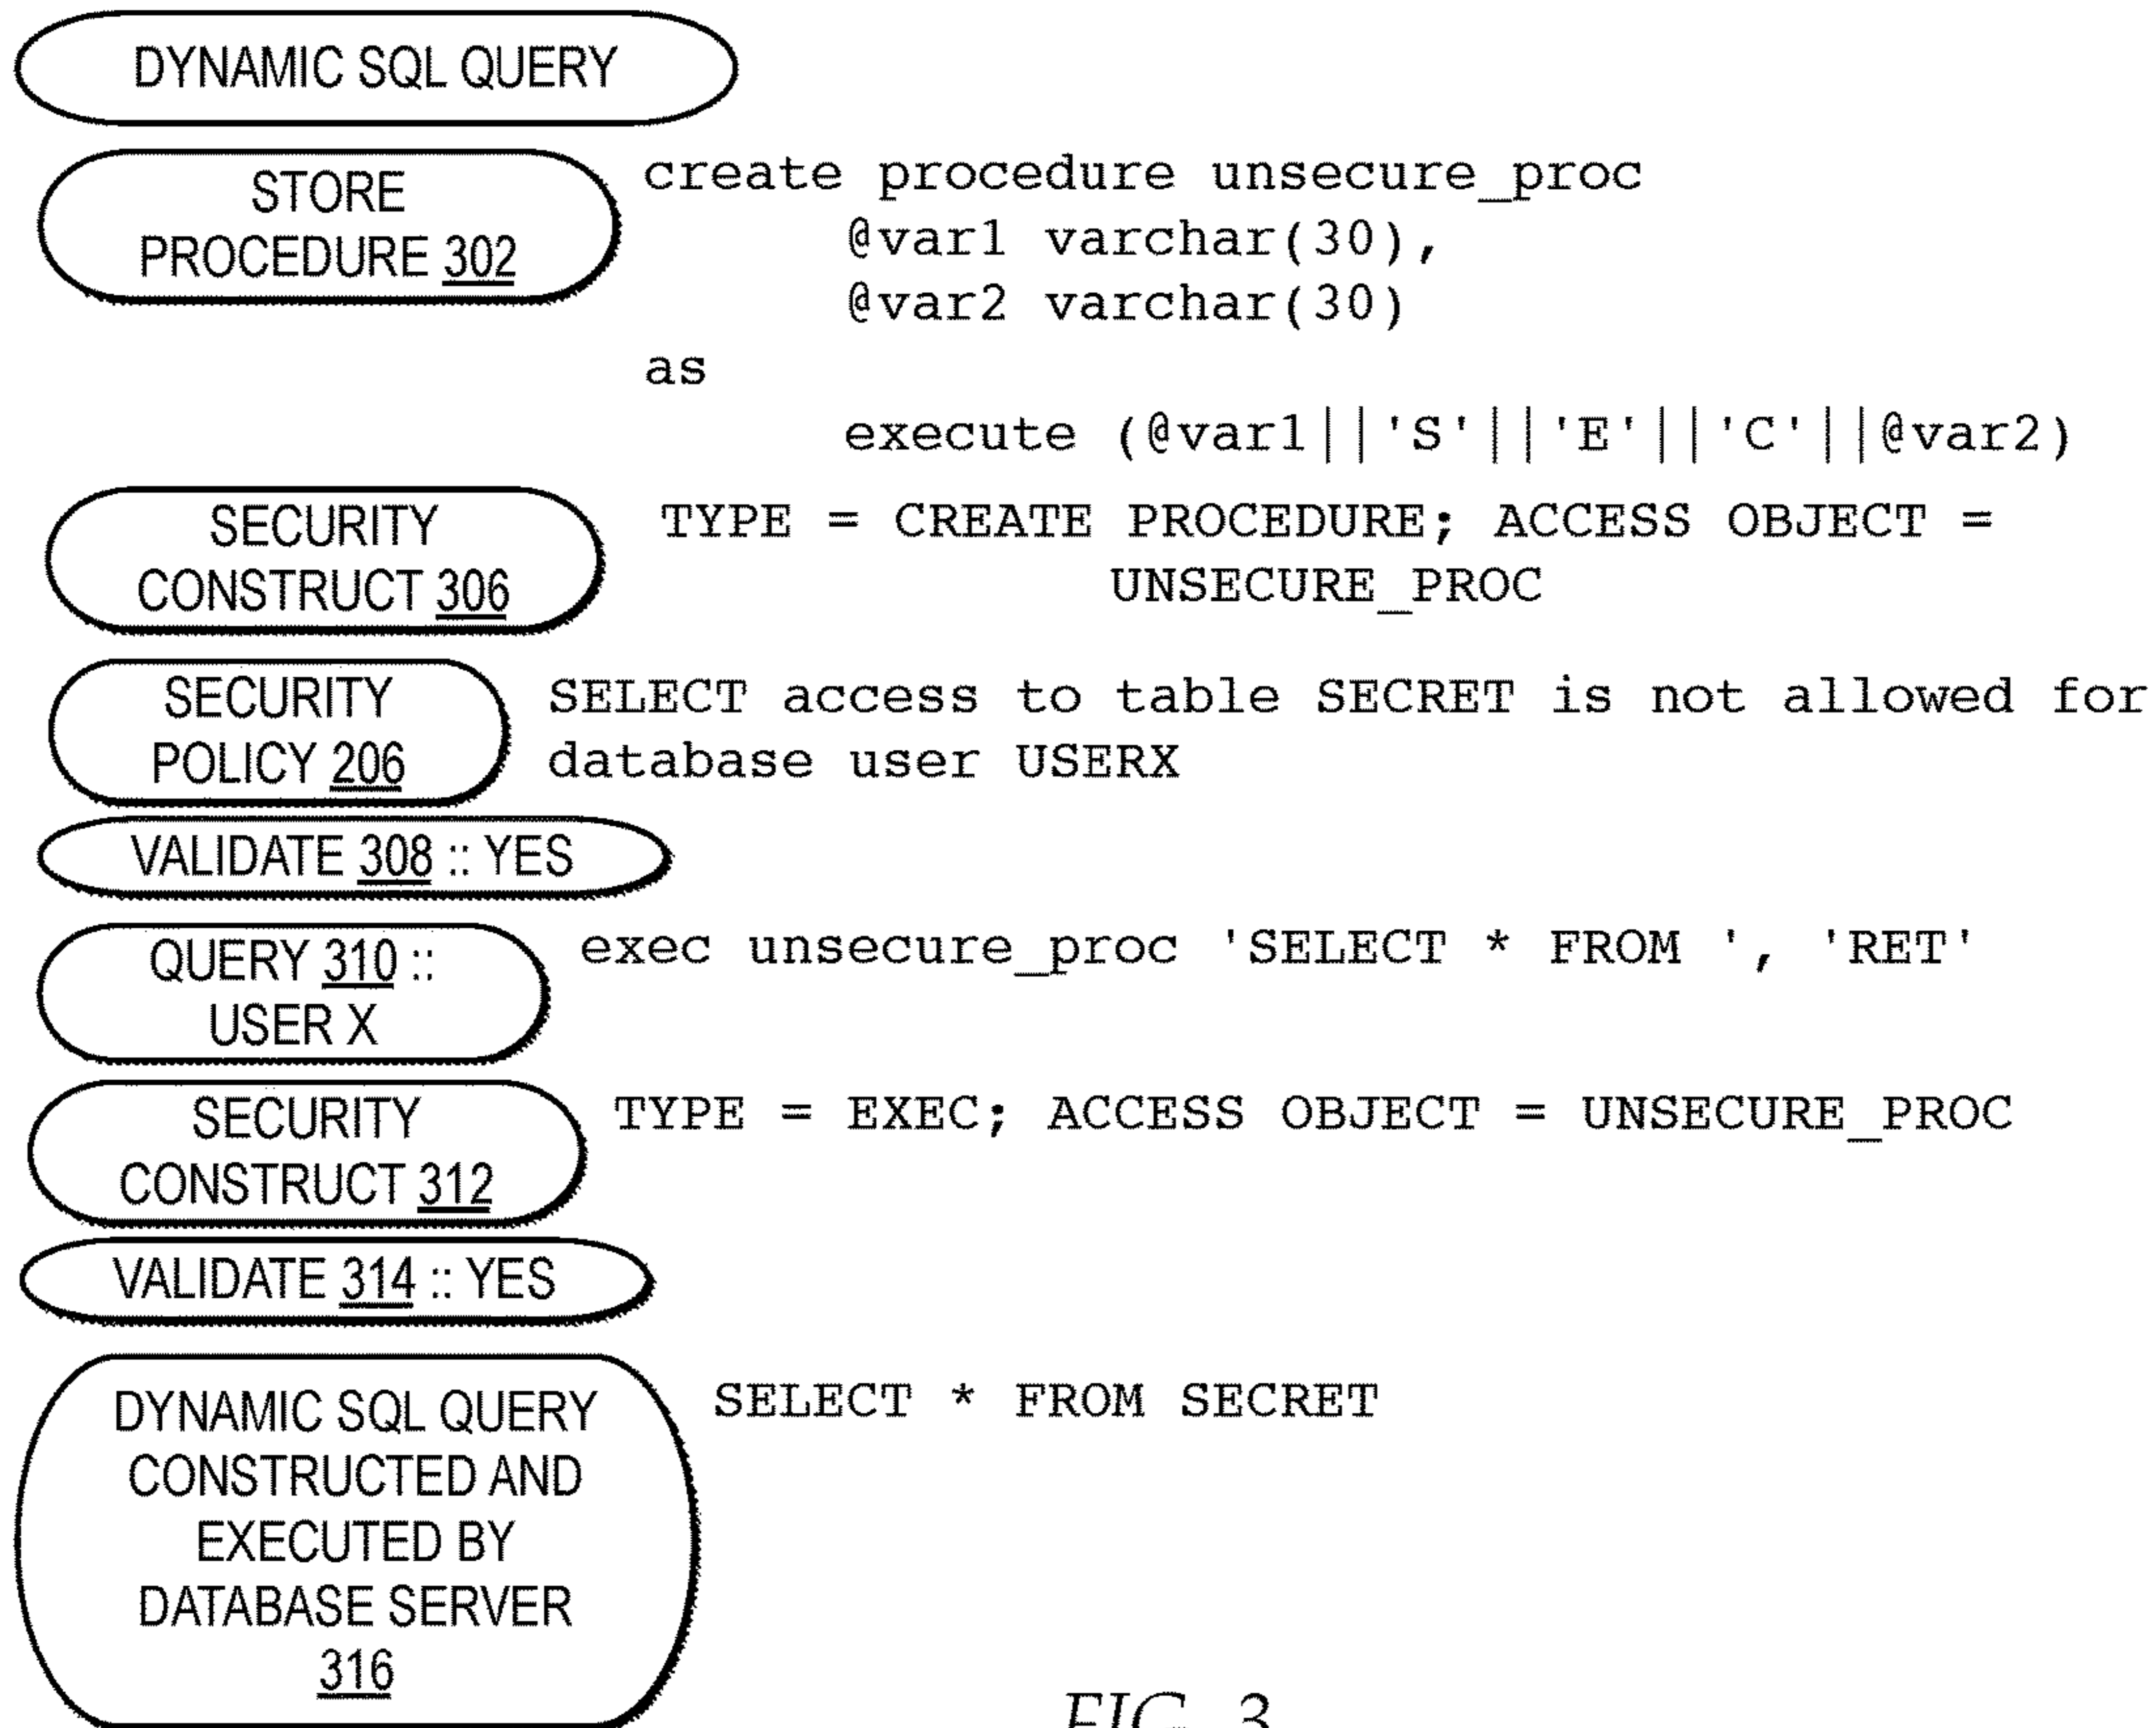 DYNAMIC SQL QUERY
STORE
PROCEDURE 302
create procedure unsecure_proc
@var1 varchar(30),
@var2 varchar(30)
as
execute (@var1||'S'||'E'||'C'||@var2)
SECURITY
CONSTRUCT 306
TYPE = CREATE PROCEDURE; ACCESS OBJECT =
UNSECURE_PROC
SECURITY
POLICY 206
SELECT access to table SECRET is not allowed for
database user USERX
VALIDATE 308 :: YES
QUERY 310 ::
USER X
exec unsecure_proc 'SELECT * FROM ', 'RET'
SECURITY
CONSTRUCT 312
TYPE = EXEC; ACCESS OBJECT = UNSECURE_PROC
VALIDATE 314 :: YES
DYNAMIC SQL QUERY
CONSTRUCTED AND
EXECUTED BY
DATABASE SERVER
316
SELECT * FROM SECRET
FIG. 3